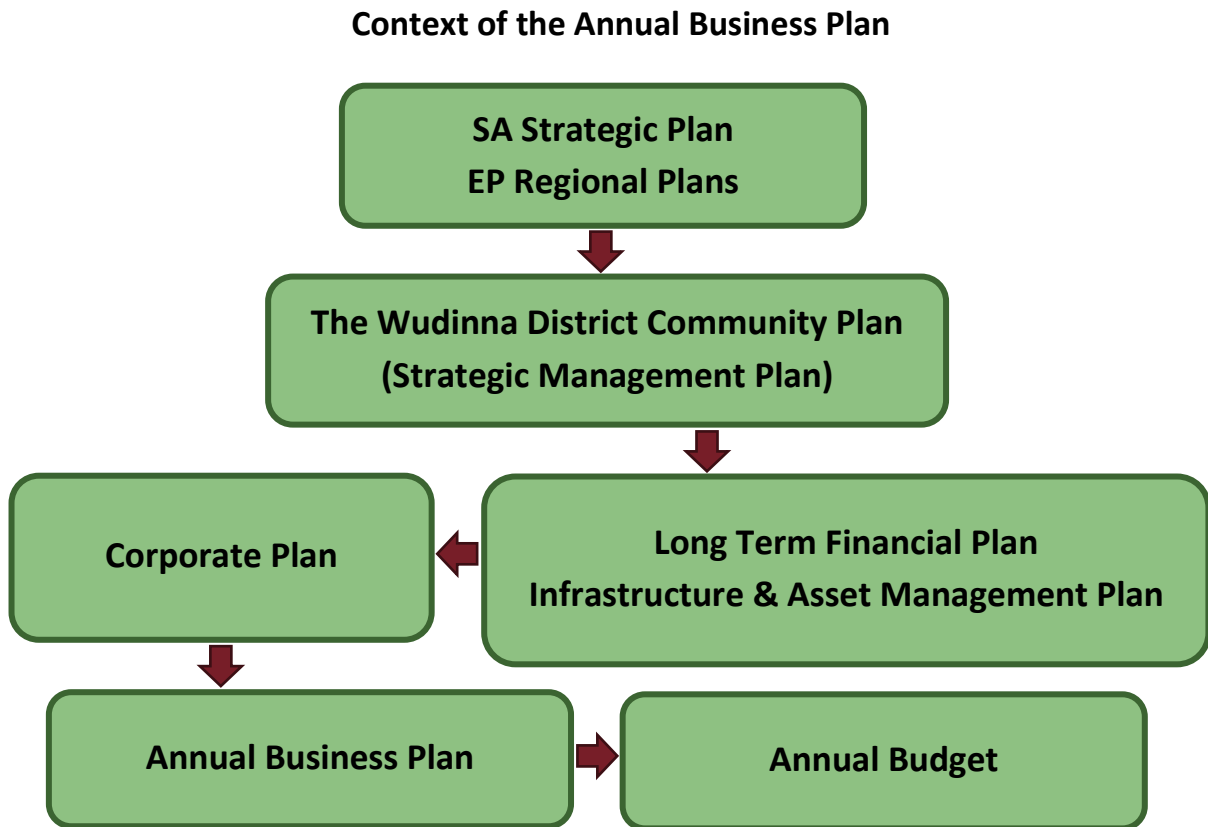 Context of the Annual Business Plan
SA Strategic Plan
EP Regional Plans
The Wudinna District Community Plan
(Strategic Management Plan)
Corporate Plan
Long Term Financial Plan
Infrastructure & Asset Management Plan
Annual Business Plan
Annual Budget